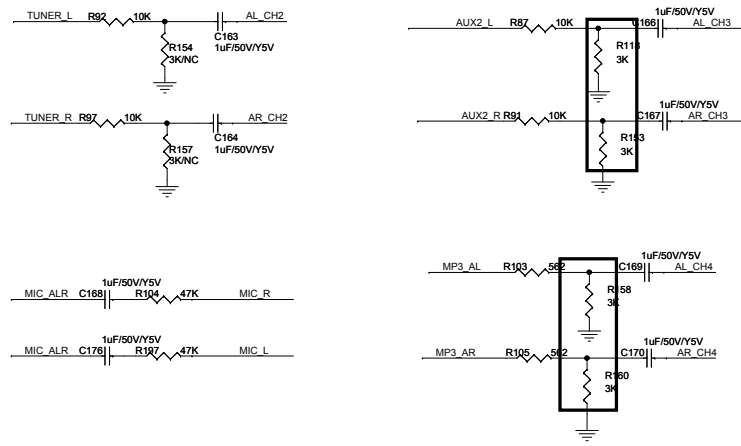 TUNER_L R92 10K AL_CH2
C163
1uF/50V/Y5V
R154
3K/NC
TUNER_R R97 10K AR_CH2
C164
1uF/50V/Y5V
R157
3K/NC
1uF/50V/Y5V
AUX2_L R87 10K C166 AL_CH3
3K
1uF/50V/Y5V
AUX2_R R91 10K C167 AR_CH3
R153
3K
1uF/50V/Y5V
MIC_ALR C168 R104 47K MIC_R
1uF/50V/Y5V
MIC_ALR C176 R197 47K MIC_L
1uF/50V/Y5V
MP3_AL R103 562 C169 AL_CH4
R158
3K
1uF/50V/Y5V
MP3_AR R105 562 C170 AR_CH4
R160
3K